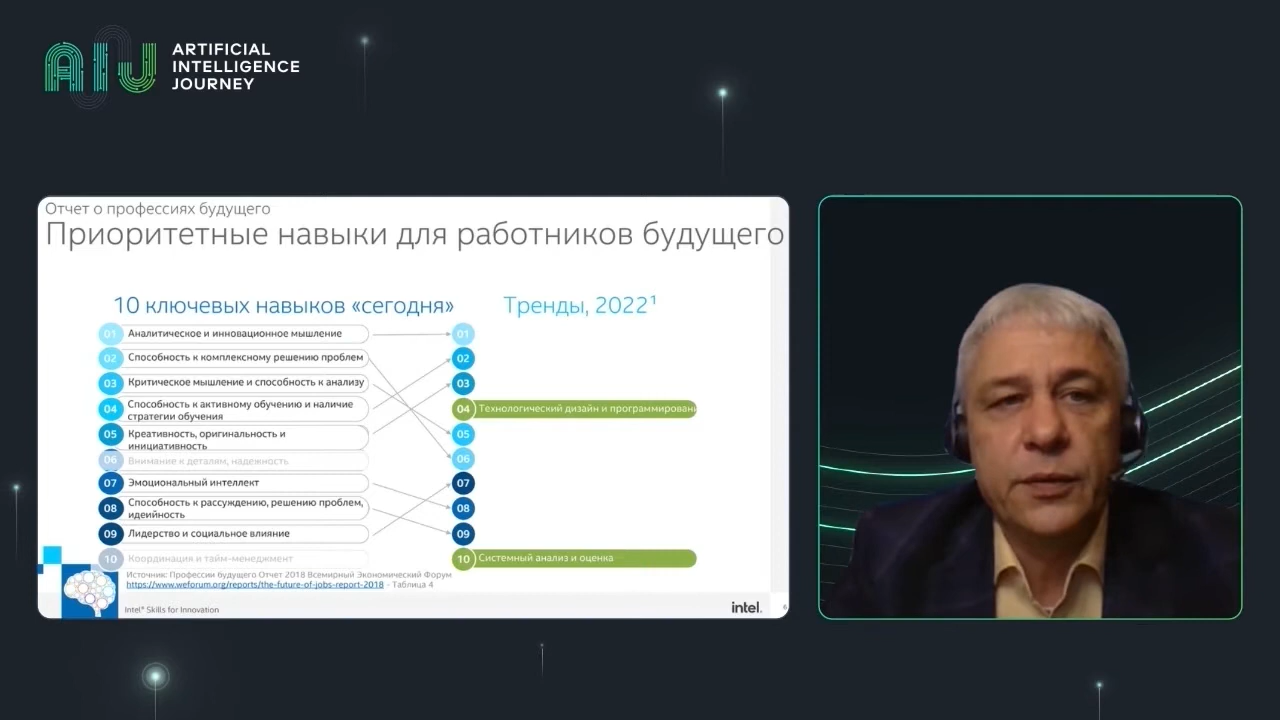 ARTIFICIAL
INTELLIGENCE
JOURNEY
Отчет о профессиях будущего
Приоритетные навыки для работников будущего
10 ключевых навыков «сегодня»
Тренды, 2022¹
01 Аналитическое и инновационное мышление
02 Способность к комплексному решению проблем
03 Критическое мышление и способность к анализу
04 Способность к активному обучению и наличие
стратегии обучения
05 Креативность, оригинальность и
инициативность
06 Внимание к деталям, надежность
07 Эмоциональный интеллект
08 Способность к рассуждению, решению проблем,
идейность
09 Лидерство и социальное влияние
10 Координация и тайм-менеджмент
01
02
03
04 Технологический дизайн и программировани
05
06
07
08
09
10 Системный анализ и оценка
Источник: Профессии будущего Отчет 2018 Всемирный Экономический Форум
https://www.weforum.org/reports/the-future-of-jobs-report-2018 - Таблица 4
Intel® Skills for Innovation
intel.
6